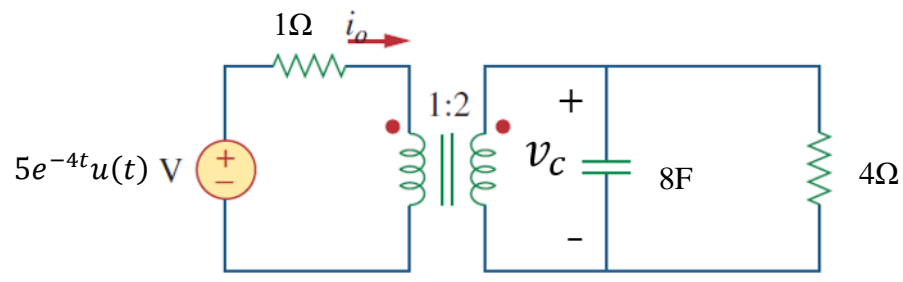 1Ω
i_o
1:2
+
5e^{-4t}u(t) V
+
−
v_C
8F
4Ω
-